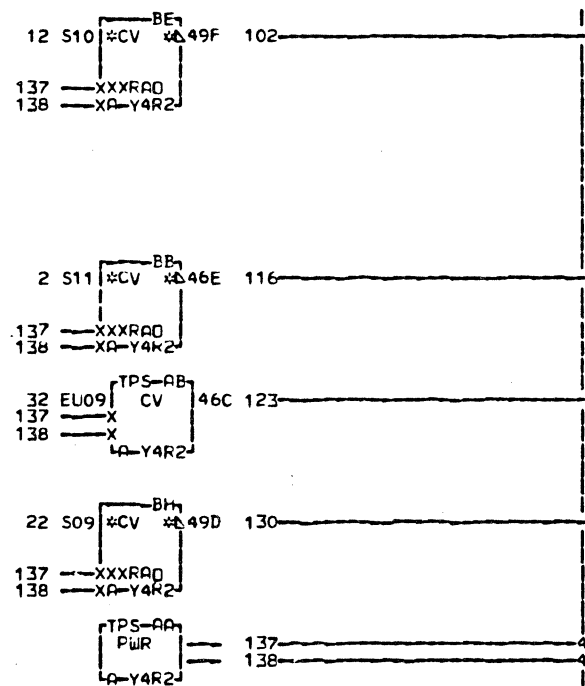 BE
12 S10 *CV *△ 49F 102
137 XXXRAD
138 XA-Y4R2
BB
2 S11 *CV *△ 46E 116
137 XXXRAD
138 XA-Y4R2
TPS-AB
32 EU09 CV 46C 123
137 X
138 X
A-Y4R2
BH
22 S09 *CV *△ 49D 130
137 XXXRAD
138 XA-Y4R2
TPS-AA
PWR 137
138
A-Y4R2